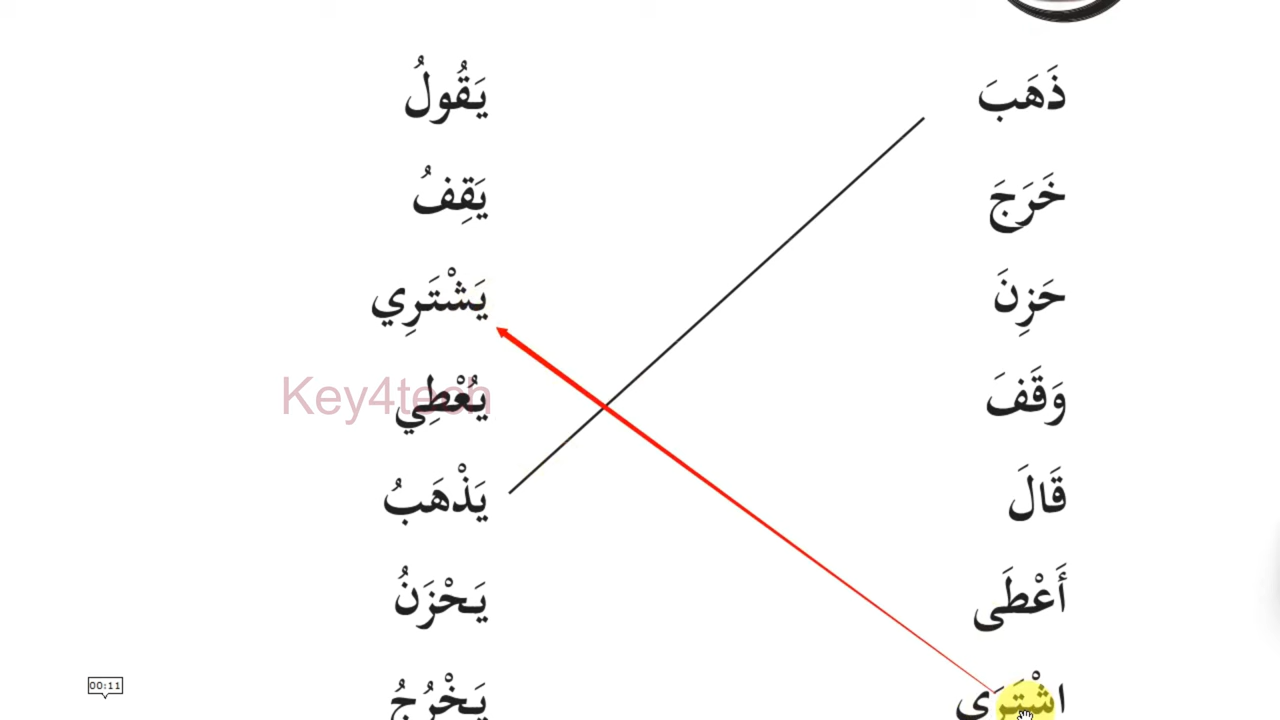 ذَهَبَ يَقُولُ
خَرَجَ يَقِفُ
حَزِنَ يَشْتَرِي
وَقَفَ يُعْطِي
Key4tech
قَالَ يَذْهَبُ
أَعْطَى يَحْزَنُ
اشْتَرَى يَخْرُجُ
00:11